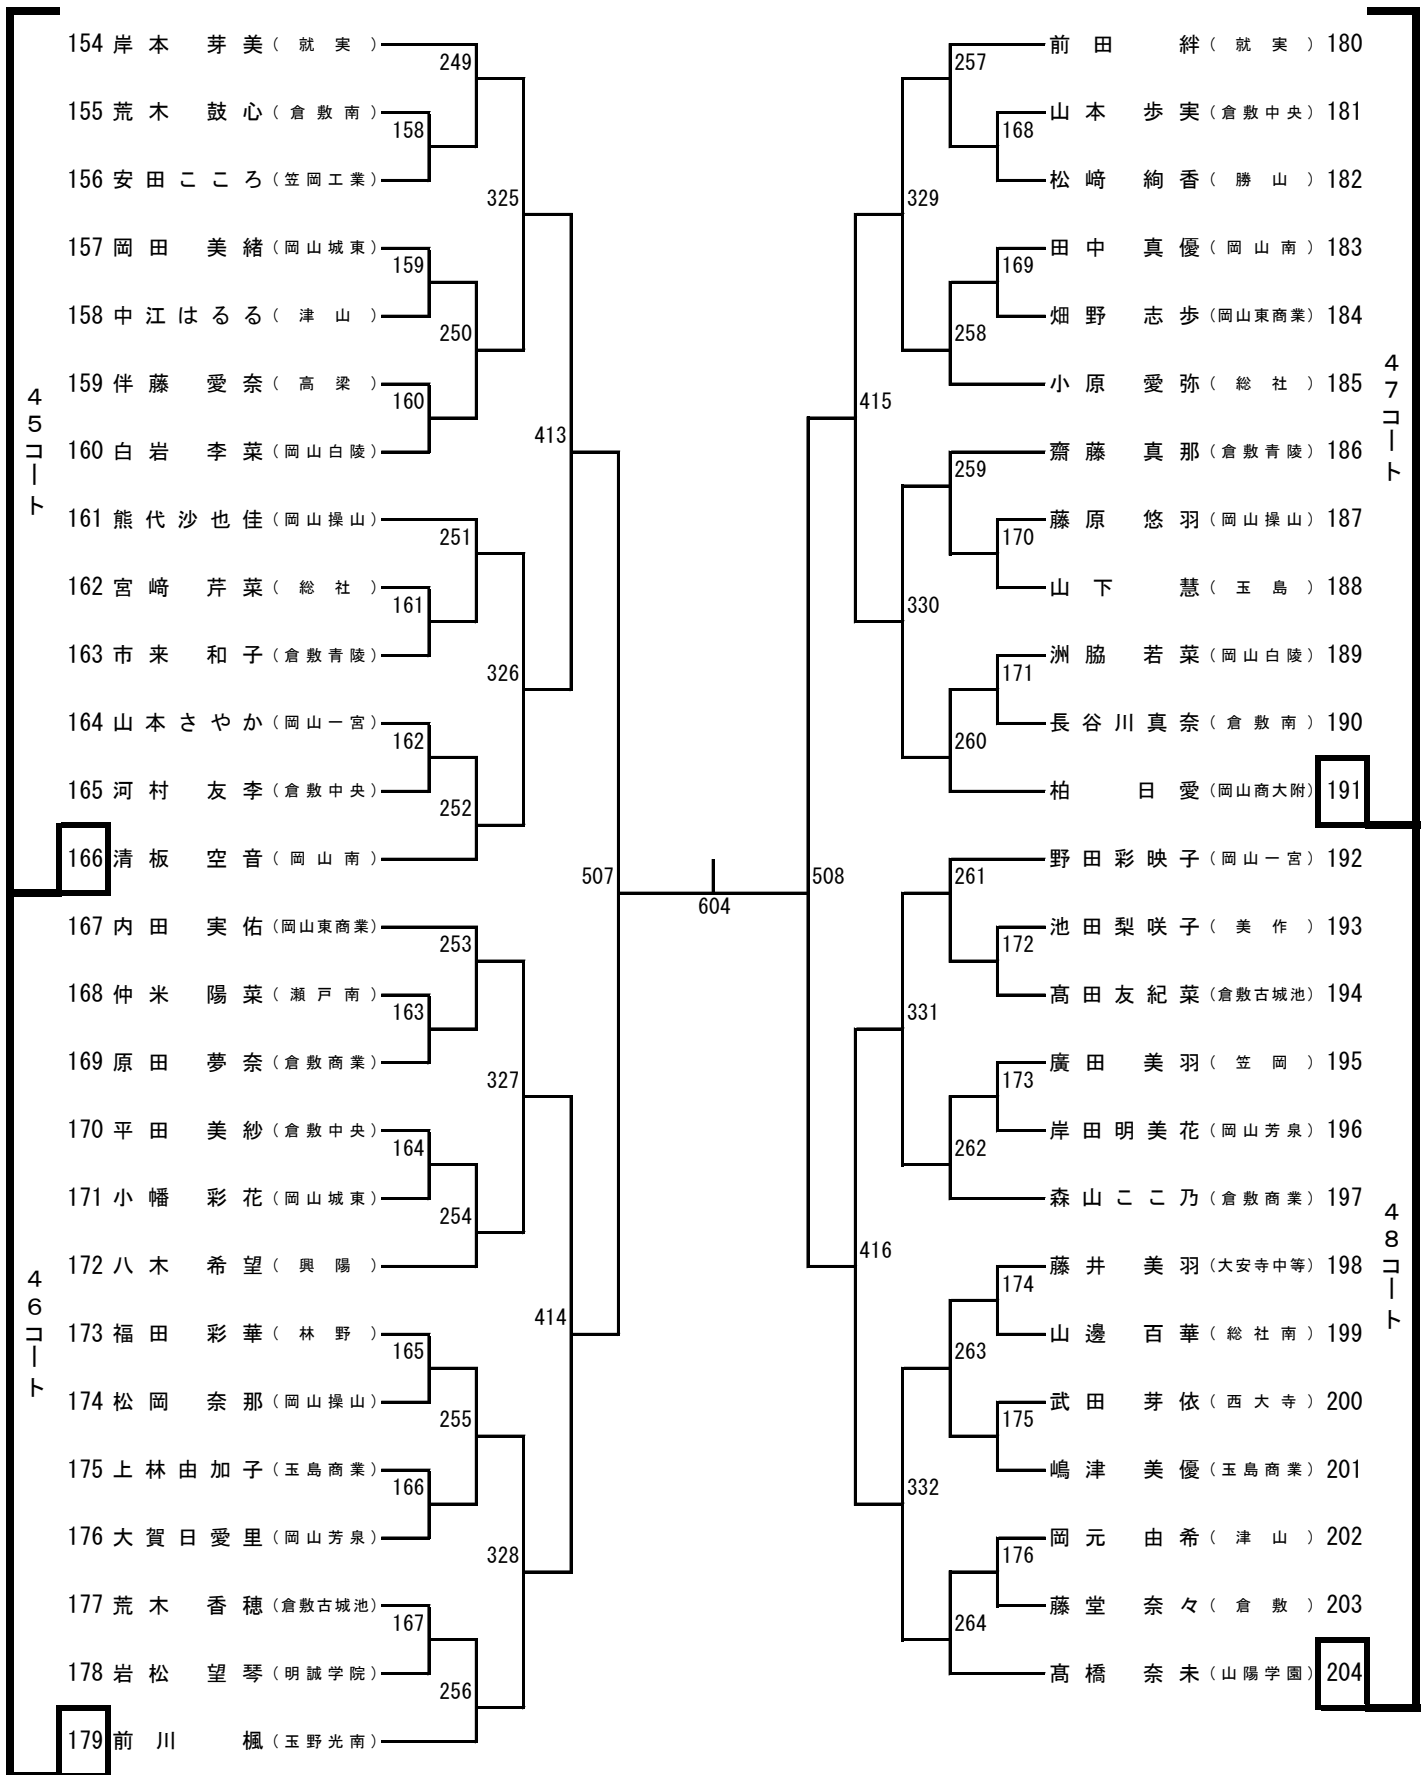 154 岸本 芽美（就実）
155 荒木 鼓心（倉敷南）
156 安田こころ（笠岡工業）
157 岡田 美緒（岡山城東）
158 中江はるる（津山）
159 伴藤 愛奈（高梁）
160 白岩 李菜（岡山白陵）
161 熊代沙也佳（岡山操山）
162 宮﨑 芹菜（総社）
163 市来 和子（倉敷青陵）
164 山本さやか（岡山一宮）
165 河村 友李（倉敷中央）
166 清板 空音（岡山南）
45コート
249
158
325
159
250
160
413
251
161
326
162
252
167 内田 実佑（岡山東商業）
168 仲米 陽菜（瀬戸南）
169 原田 夢奈（倉敷商業）
170 平田 美紗（倉敷中央）
171 小幡 彩花（岡山城東）
172 八木 希望（興陽）
173 福田 彩華（林野）
174 松岡 奈那（岡山操山）
175 上林由加子（玉島商業）
176 大賀日愛里（岡山芳泉）
177 荒木 香穂（倉敷古城池）
178 岩松 望琴（明誠学院）
179 前川 楓（玉野光南）
46コート
253
163
327
164
254
414
165
255
166
328
167
256
507
604
508
前田 絆（就実）180
山本 歩実（倉敷中央）181
松﨑 絢香（勝山）182
田中 真優（岡山南）183
畑野 志歩（岡山東商業）184
小原 愛弥（総社）185
齋藤 真那（倉敷青陵）186
藤原 悠羽（岡山操山）187
山下 慧（玉島）188
洲脇 若菜（岡山白陵）189
長谷川真奈（倉敷南）190
柏 日愛（岡山商大附）191
47コート
257
168
329
169
258
415
259
170
330
171
260
野田彩映子（岡山一宮）192
池田梨咲子（美作）193
髙田友紀菜（倉敷古城池）194
廣田 美羽（笠岡）195
岸田明美花（岡山芳泉）196
森山ここ乃（倉敷商業）197
藤井 美羽（大安寺中等）198
山邊 百華（総社南）199
武田 芽依（西大寺）200
嶋津 美優（玉島商業）201
岡元 由希（津山）202
藤堂 奈々（倉敷）203
髙橋 奈未（山陽学園）204
48コート
261
172
331
173
262
416
174
263
175
332
176
264